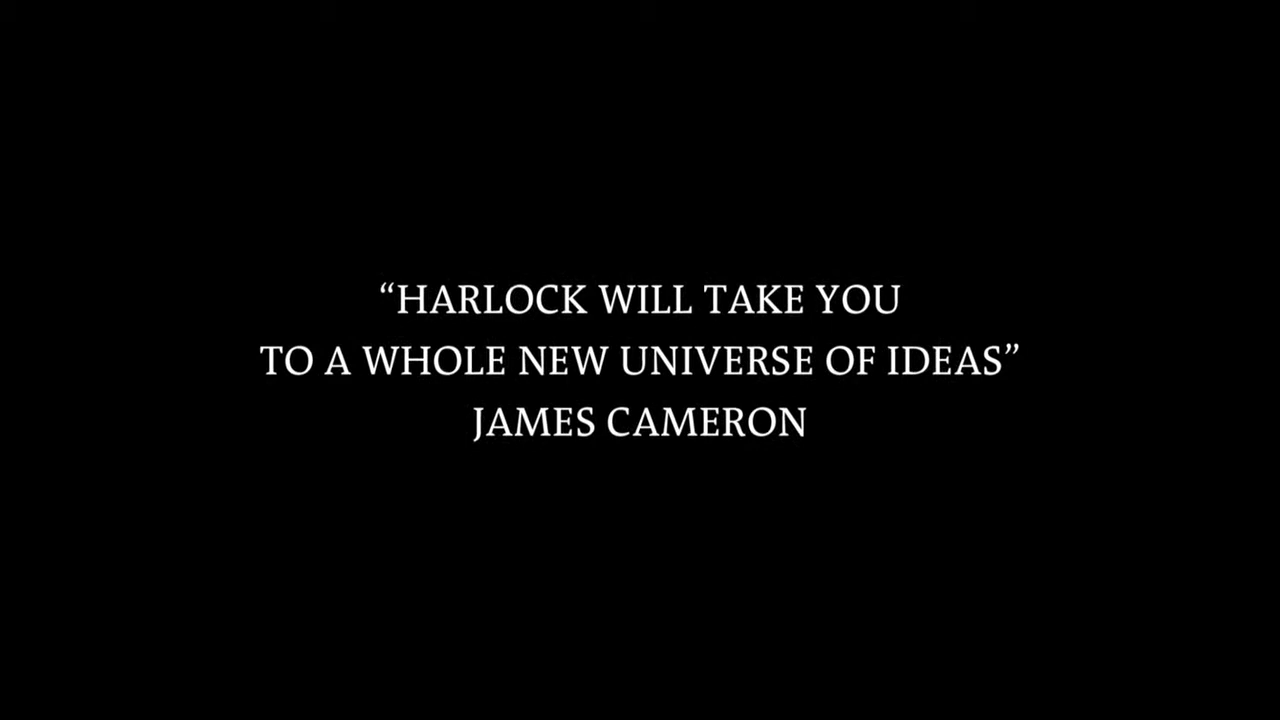 “HARLOCK WILL TAKE YOU
TO A WHOLE NEW UNIVERSE OF IDEAS”
JAMES CAMERON